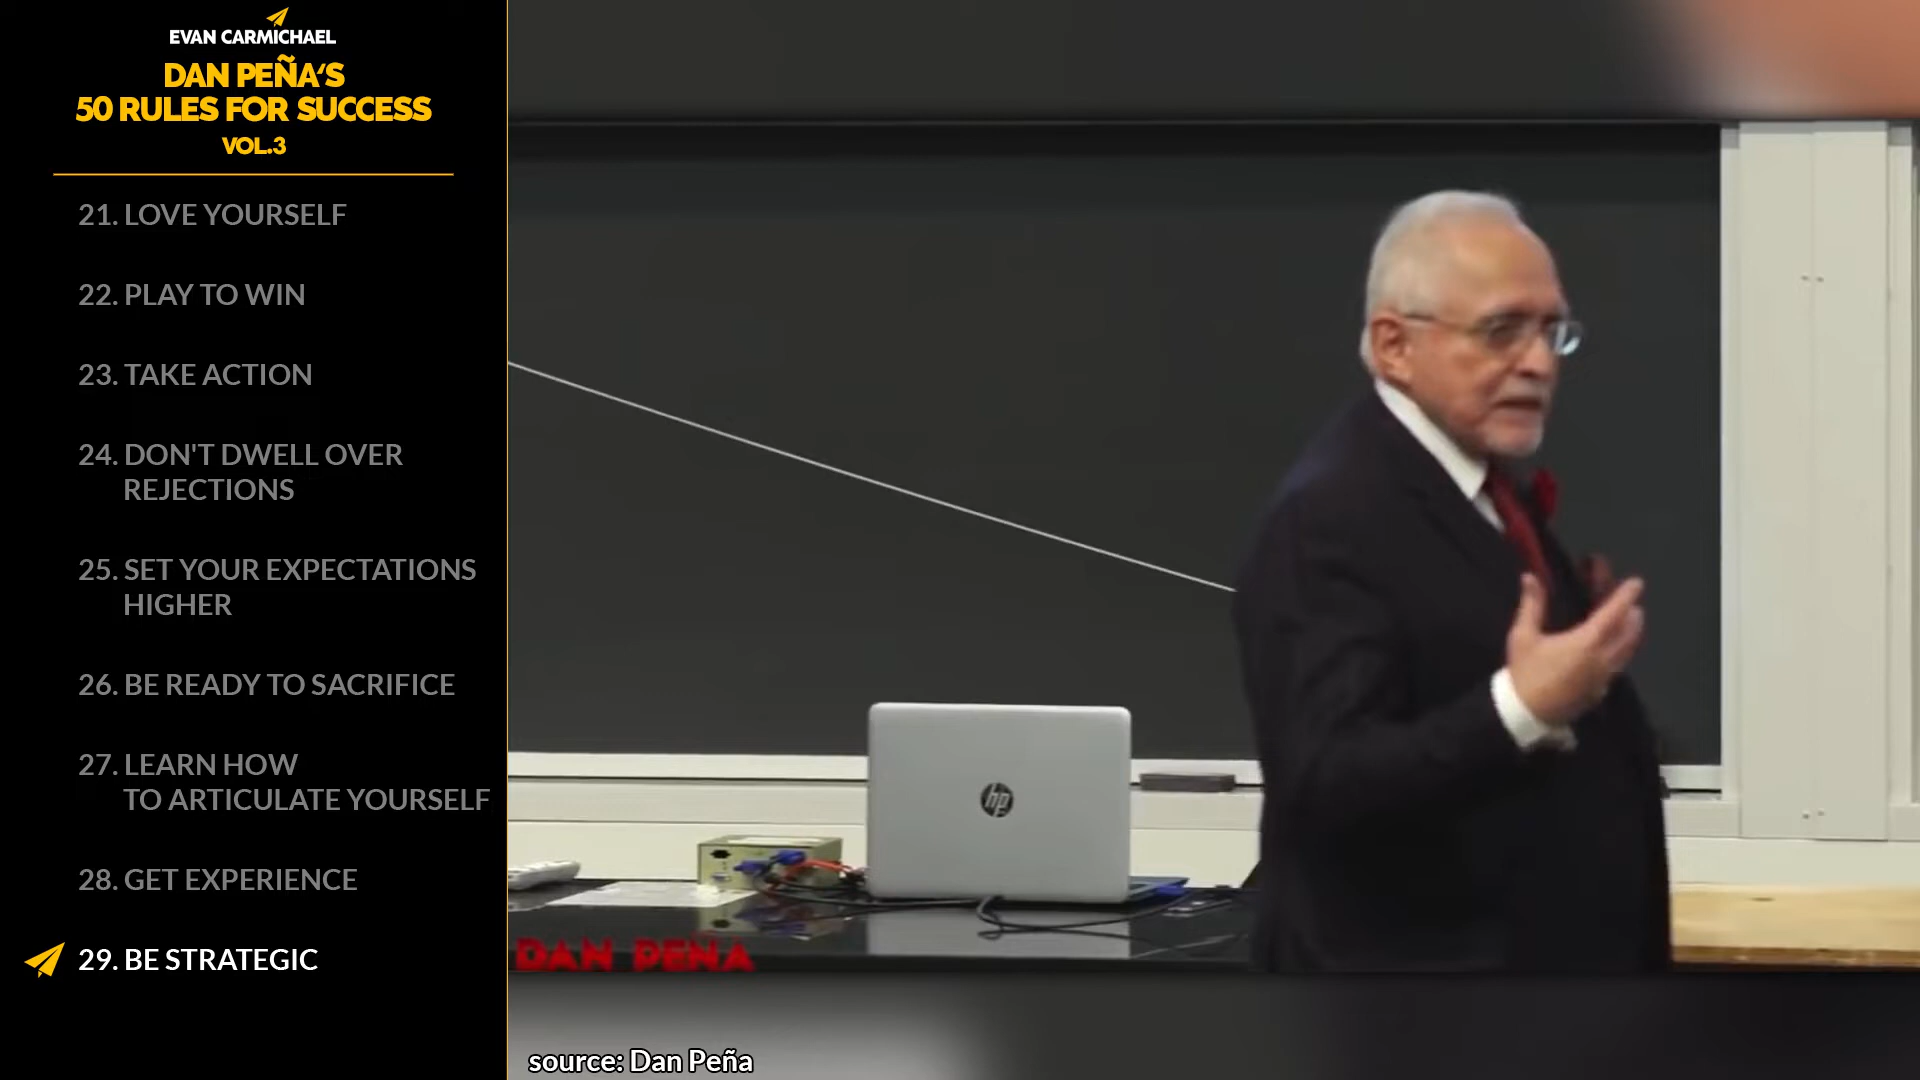 EVAN CARMICHAEL
DAN PEÑA'S
50 RULES FOR SUCCESS
VOL.3
21. LOVE YOURSELF
22. PLAY TO WIN
23. TAKE ACTION
24. DON'T DWELL OVER
REJECTIONS
25. SET YOUR EXPECTATIONS
HIGHER
26. BE READY TO SACRIFICE
27. LEARN HOW
TO ARTICULATE YOURSELF
28. GET EXPERIENCE
29. BE STRATEGIC
hp
DAN PEÑA
source: Dan Peña